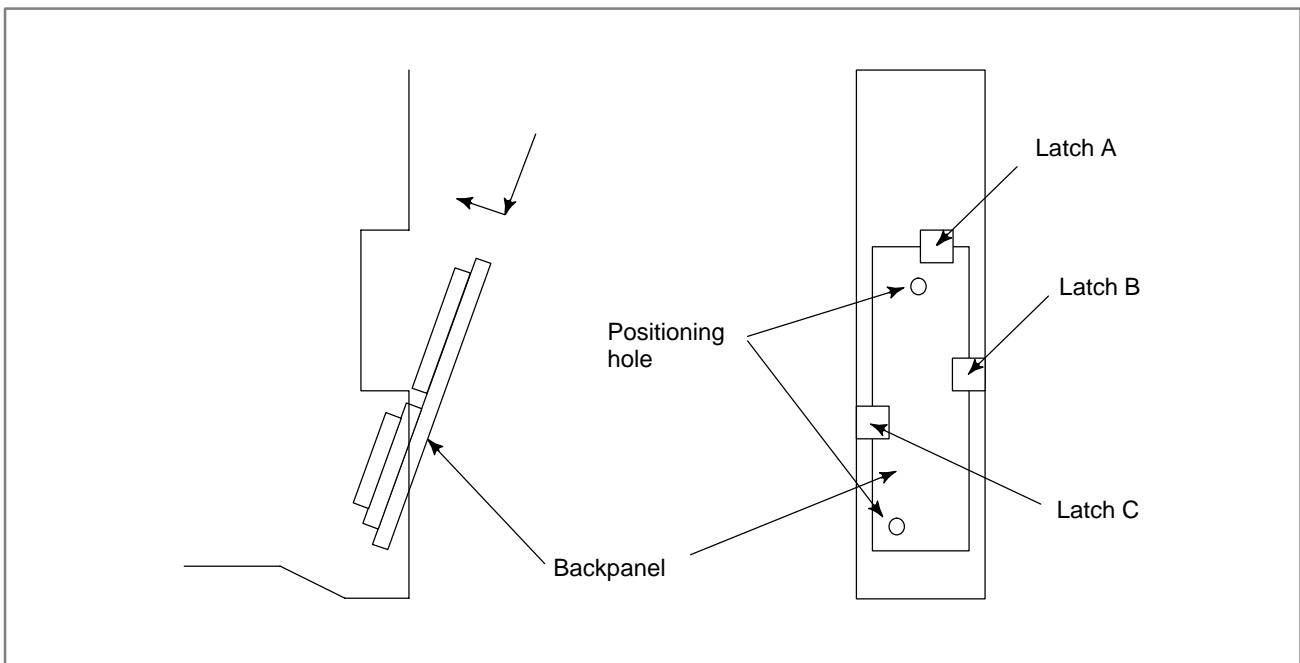 Latch A
Latch B
Positioning
hole
Latch C
Backpanel